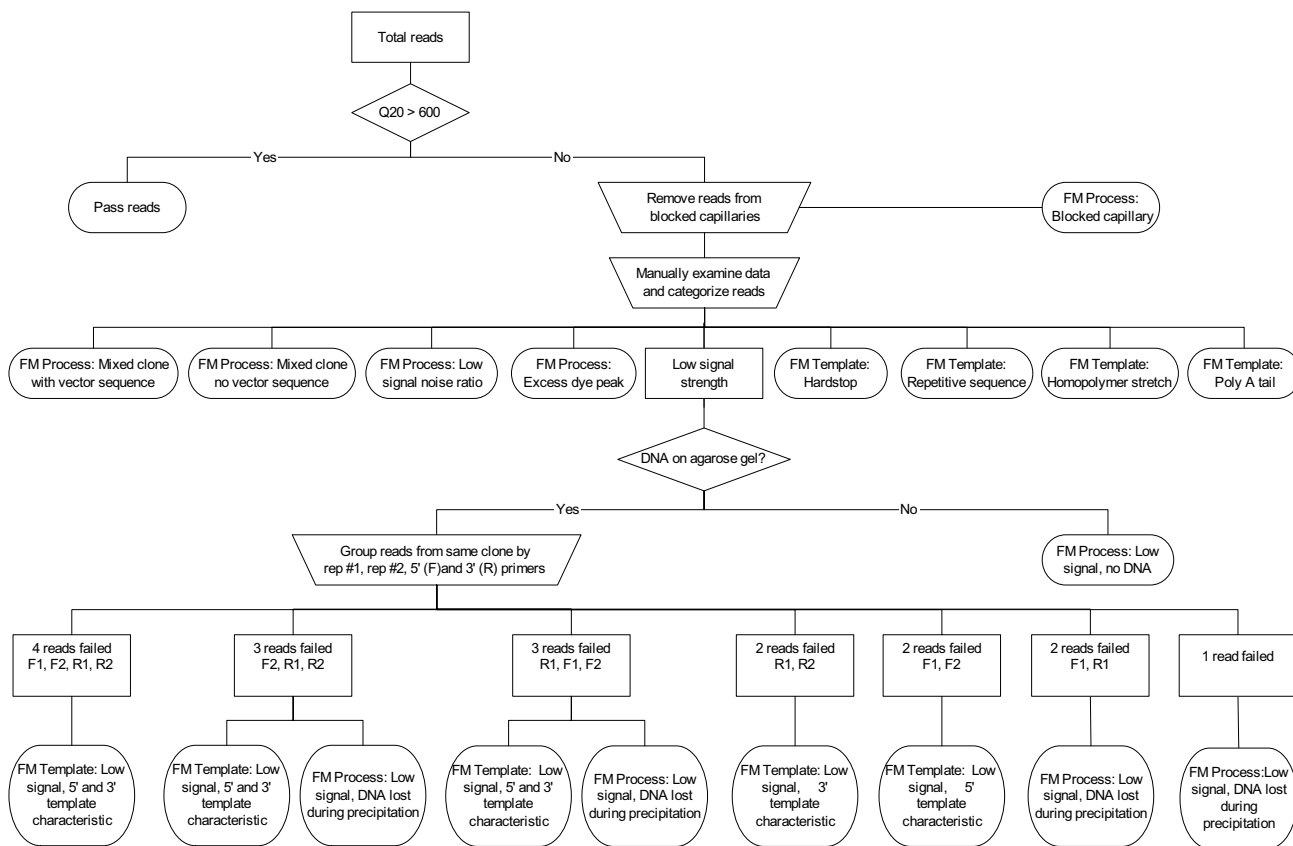 Total reads
Q20 > 600
Yes
No
Pass reads
Remove reads from
blocked capillaries
FM Process:
Blocked capillary
Manually examine data
and categorize reads
FM Process: Mixed clone
with vector sequence
FM Process: Mixed clone
no vector sequence
FM Process: Low
signal noise ratio
FM Process:
Excess dye peak
Low signal
strength
FM Template:
Hardstop
FM Template:
Repetitive sequence
FM Template:
Homopolymer stretch
FM Template:
Poly A tail
DNA on agarose gel?
Yes
No
Group reads from same clone by
rep #1, rep #2, 5' (F)and 3' (R) primers
FM Process: Low
signal, no DNA
4 reads failed
F1, F2, R1, R2
3 reads failed
F2, R1, R2
3 reads failed
R1, F1, F2
2 reads failed
R1, R2
2 reads failed
F1, F2
2 reads failed
F1, R1
1 read failed
FM Template: Low
signal, 5' and 3'
template
characteristic
FM Template: Low
signal, 5' and 3'
template
characteristic
FM Process: Low
signal, DNA lost
during precipitation
FM Template: Low
signal, 5' and 3'
template
characteristic
FM Process: Low
signal, DNA lost
during precipitation
FM Template: Low
signal, 3'
template
characteristic
FM Template: Low
signal, 5'
template
characteristic
FM Process: Low
signal, DNA lost
during precipitation
FM Process:Low
signal, DNA lost
during
precipitation